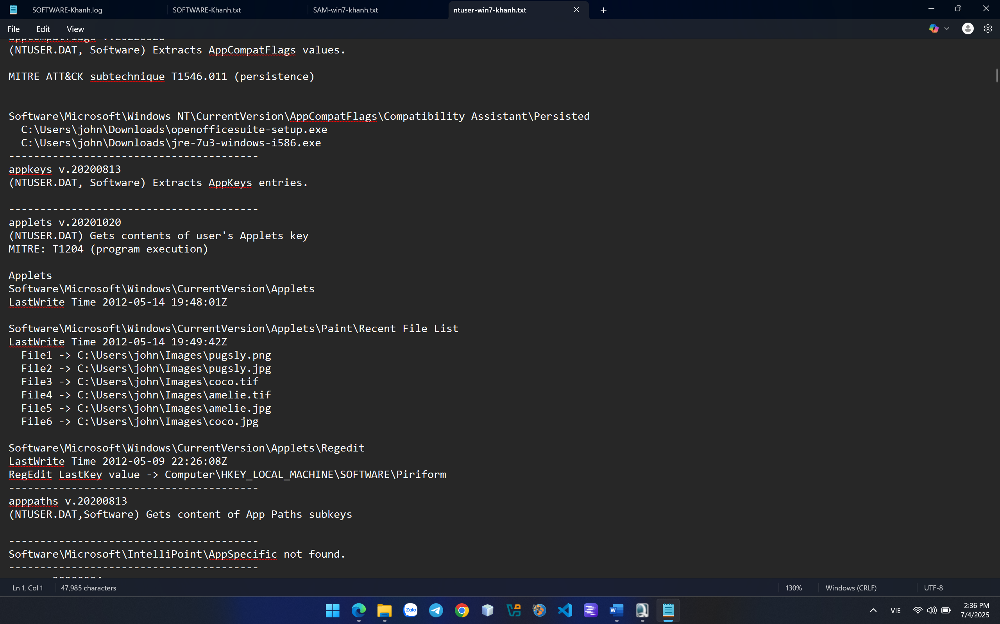 SOFTWARE-Khanh.log
SOFTWARE-Khanh.txt
SAM-win7-khanh.txt
ntuser-win7-khanh.txt
File
Edit
View
(NTUSER.DAT, Software) Extracts AppCompatFlags values.
MITRE ATT&CK subtechnique T1546.011 (persistence)
Software\Microsoft\Windows NT\CurrentVersion\AppCompatFlags\Compatibility Assistant\Persisted
C:\Users\john\Downloads\openofficesuite-setup.exe
C:\Users\john\Downloads\jre-7u3-windows-i586.exe
----------------------------------------
appkeys v.20200813
(NTUSER.DAT, Software) Extracts AppKeys entries.
----------------------------------------
applets v.20201020
(NTUSER.DAT) Gets contents of user's Applets key
MITRE: T1204 (program execution)
Applets
Software\Microsoft\Windows\CurrentVersion\Applets
LastWrite Time 2012-05-14 19:48:01Z
Software\Microsoft\Windows\CurrentVersion\Applets\Paint\Recent File List
LastWrite Time 2012-05-14 19:49:42Z
File1 -> C:\Users\john\Images\pugsly.png
File2 -> C:\Users\john\Images\pugsly.jpg
File3 -> C:\Users\john\Images\coco.tif
File4 -> C:\Users\john\Images\amelie.tif
File5 -> C:\Users\john\Images\amelie.jpg
File6 -> C:\Users\john\Images\coco.jpg
Software\Microsoft\Windows\CurrentVersion\Applets\Regedit
LastWrite Time 2012-05-09 22:26:08Z
RegEdit LastKey value -> Computer\HKEY_LOCAL_MACHINE\SOFTWARE\Piriform
----------------------------------------
apppaths v.20200813
(NTUSER.DAT,Software) Gets content of App Paths subkeys
----------------------------------------
Software\Microsoft\IntelliPoint\AppSpecific not found.
----------------------------------------
Ln 1, Col 1
47,985 characters
130%
Windows (CRLF)
UTF-8
Zalo
W
VIE
2:36 PM
7/4/2025